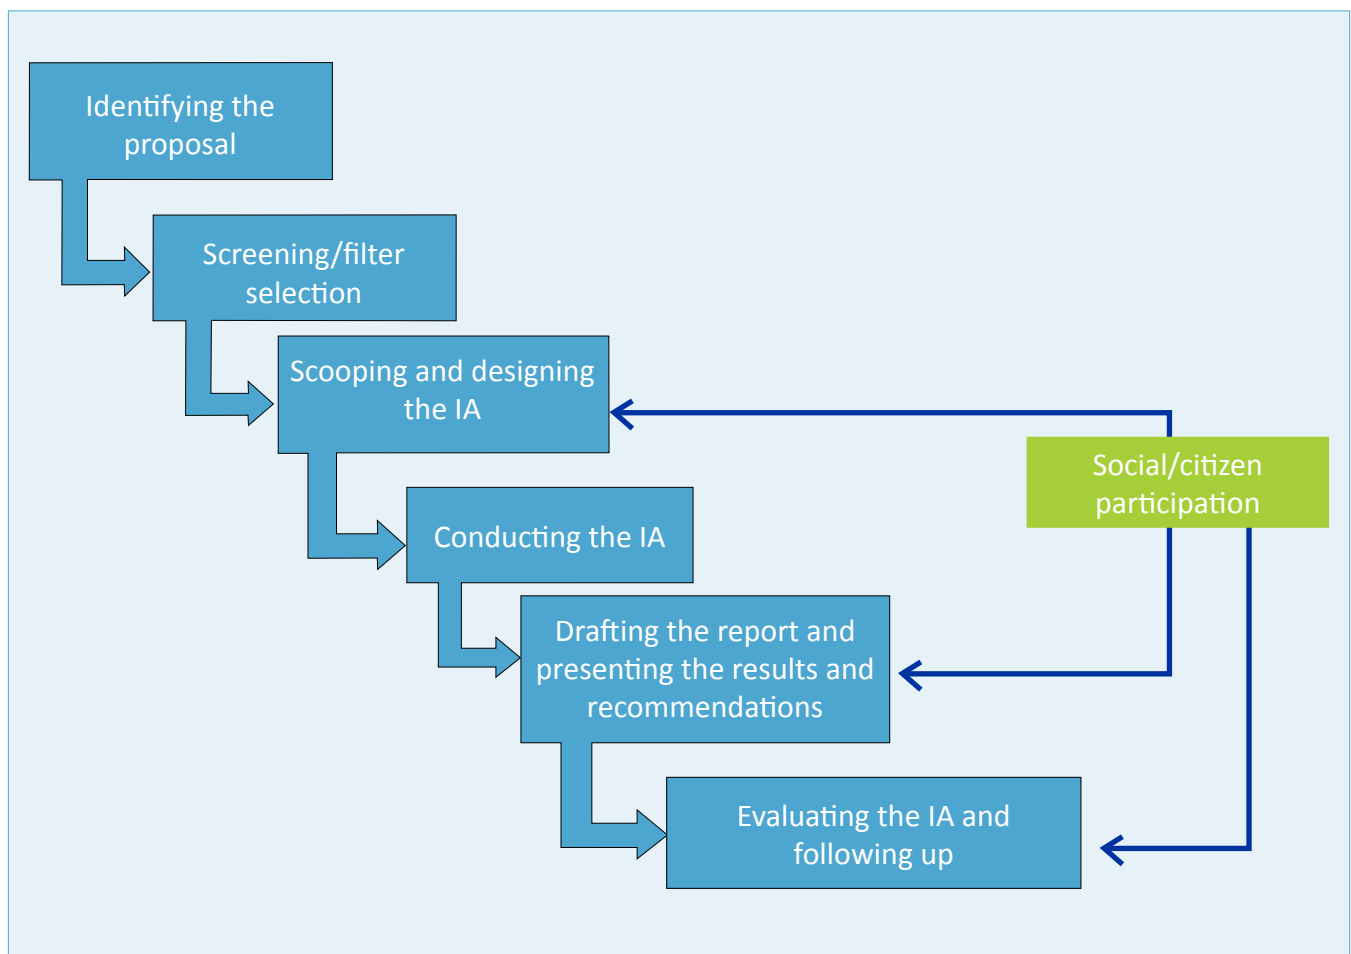 Identifying the
proposal
Screening/filter
selection
Scooping and designing
the IA
Social/citizen
participation
Conducting the IA
Drafting the report and
presenting the results and
recommendations
Evaluating the IA and
following up